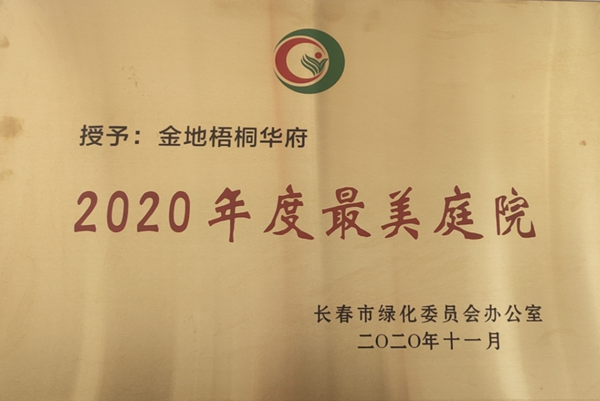 授予：金地梧桐华府
2020年度最美庭院
长春市绿化委员会办公室
二〇二〇年十一月